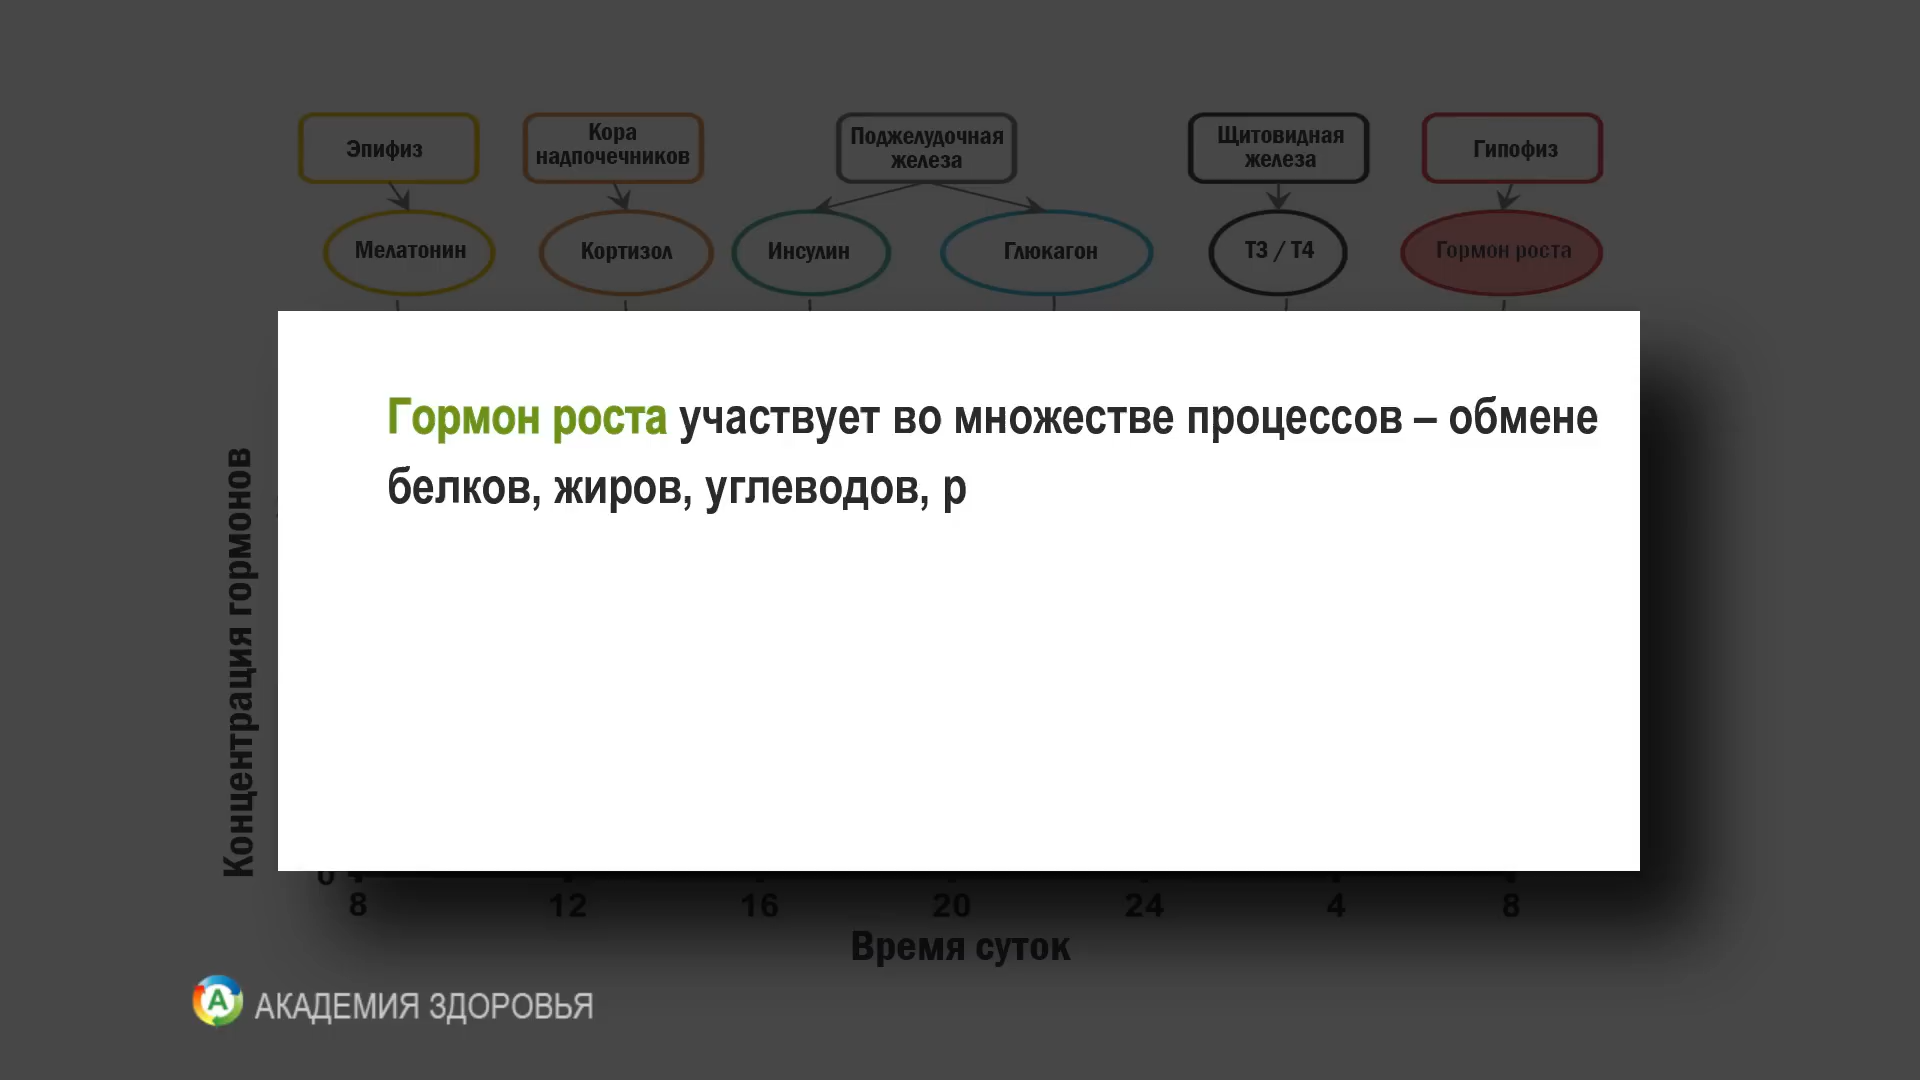 Эпифиз
Кора
надпочечников
Поджелудочная
железа
Щитовидная
железа
Гипофиз
Мелатонин
Кортизол
Инсулин
Глюкагон
Т3 / Т4
Гормон роста
Гормон роста участвует во множестве процессов – обмене
белков, жиров, углеводов, р
Концентрация гормонов
0
8 12 16 20 24 4 8
Время суток
А АКАДЕМИЯ ЗДОРОВЬЯ